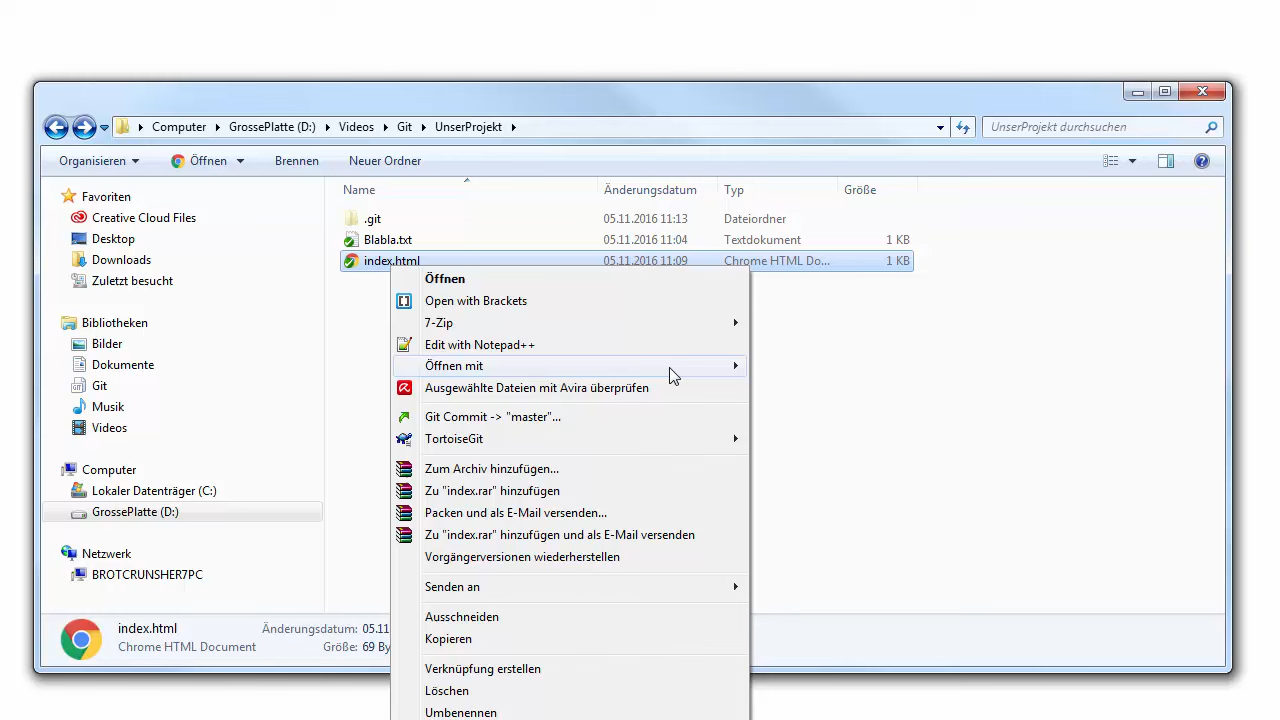 Computer GrossePlatte (D:) Videos Git UnserProjekt
UnserProjekt durchsuchen
Organisieren Öffnen Brennen Neuer Ordner
Favoriten
Creative Cloud Files
Desktop
Downloads
Zuletzt besucht
Bibliotheken
Bilder
Dokumente
Git
Musik
Videos
Computer
Lokaler Datenträger (C:)
GrossePlatte (D:)
Netzwerk
BROTCRUNSHER7PC
Name Änderungsdatum Typ Größe
.git 05.11.2016 11:13 Dateiordner
Blabla.txt 05.11.2016 11:04 Textdokument 1 KB
index.html 05.11.2016 11:09 Chrome HTML Do... 1 KB
Öffnen
Open with Brackets
7-Zip
Edit with Notepad++
Öffnen mit
Ausgewählte Dateien mit Avira überprüfen
Git Commit -> "master"...
TortoiseGit
Zum Archiv hinzufügen...
Zu "index.rar" hinzufügen
Packen und als E-Mail versenden...
Zu "index.rar" hinzufügen und als E-Mail versenden
Vorgängerversionen wiederherstellen
Senden an
Ausschneiden
Kopieren
Verknüpfung erstellen
Löschen
Umbenennen
index.html Änderungsdatum: 05.11
Chrome HTML Document Größe: 69 By